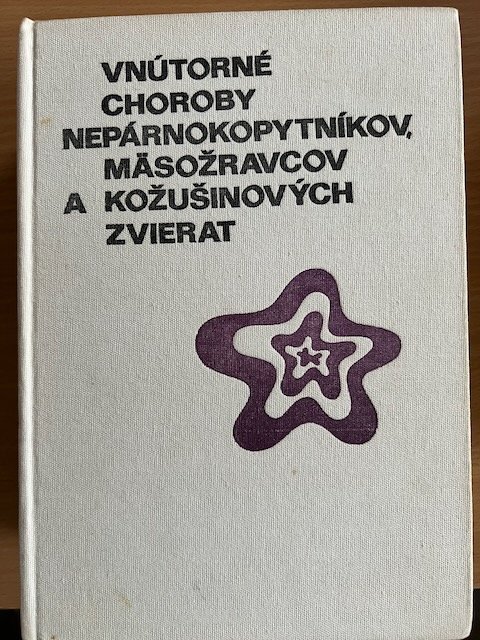 VNÚTORNÉ
CHOROBY
NEPÁRNOKOPYTNÍKOV,
MÄSOŽRAVCOV
A KOŽUŠINOVÝCH
ZVIERAT